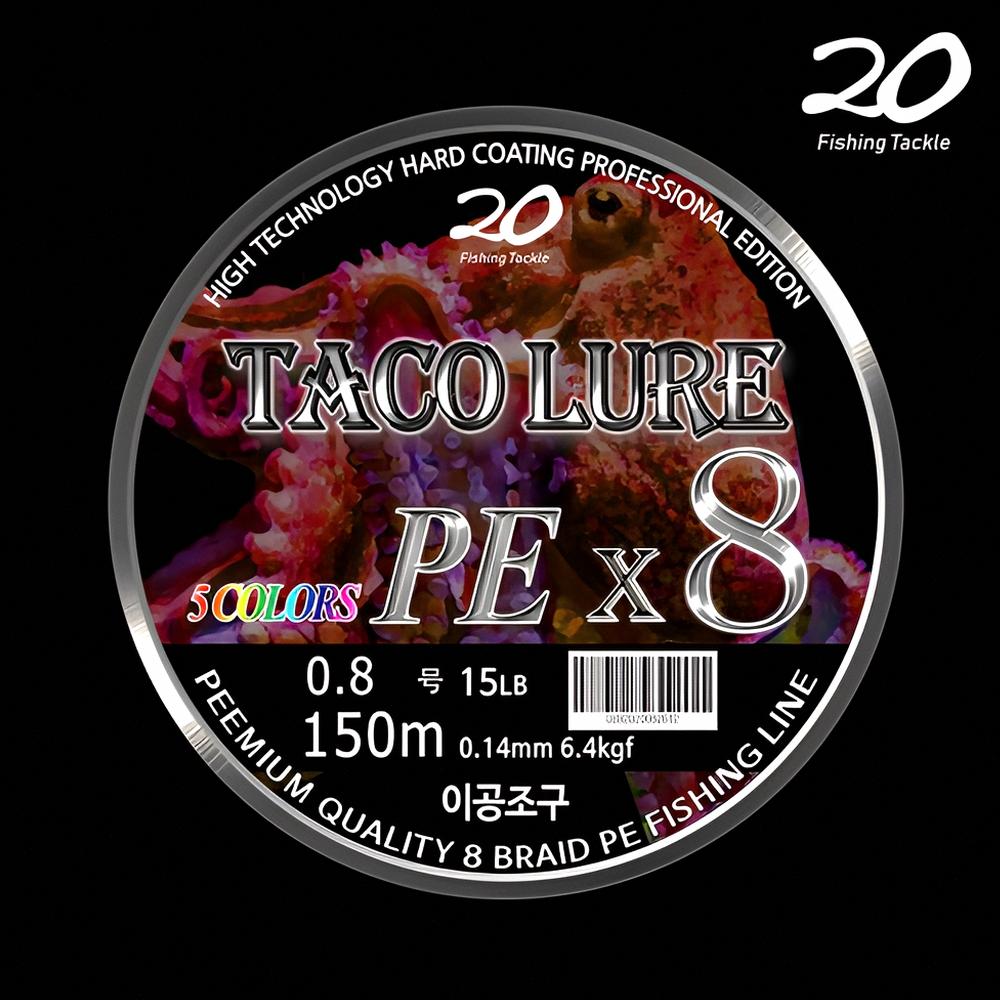 20
Fishing Tackle
HIGH TECHNOLOGY HARD COATING PROFESSIONAL EDITION
20
Fishing Tackle
TACO LURE
PE x 8
5 COLORS
0.8 号 15LB
150m 0.14mm 6.4kgf
이공조구
PEEMIUM QUALITY 8 BRAID PE FISHING LINE